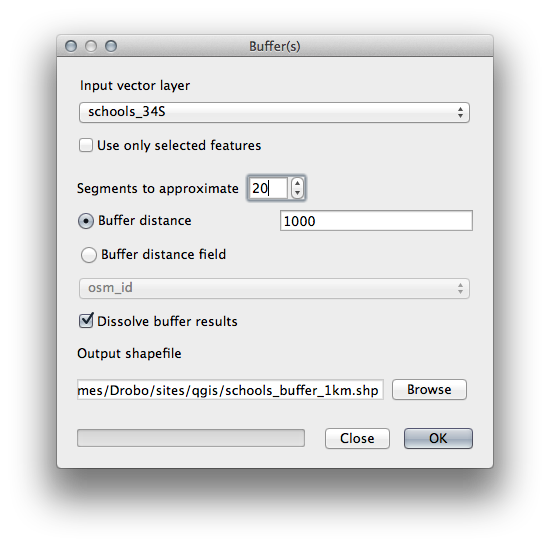 Buffer(s)
Input vector layer
schools_34S
Use only selected features
Segments to approximate 20
Buffer distance 1000
Buffer distance field
osm_id
Dissolve buffer results
Output shapefile
mes/Drobo/sites/qgis/schools_buffer_1km.shp Browse
Close OK